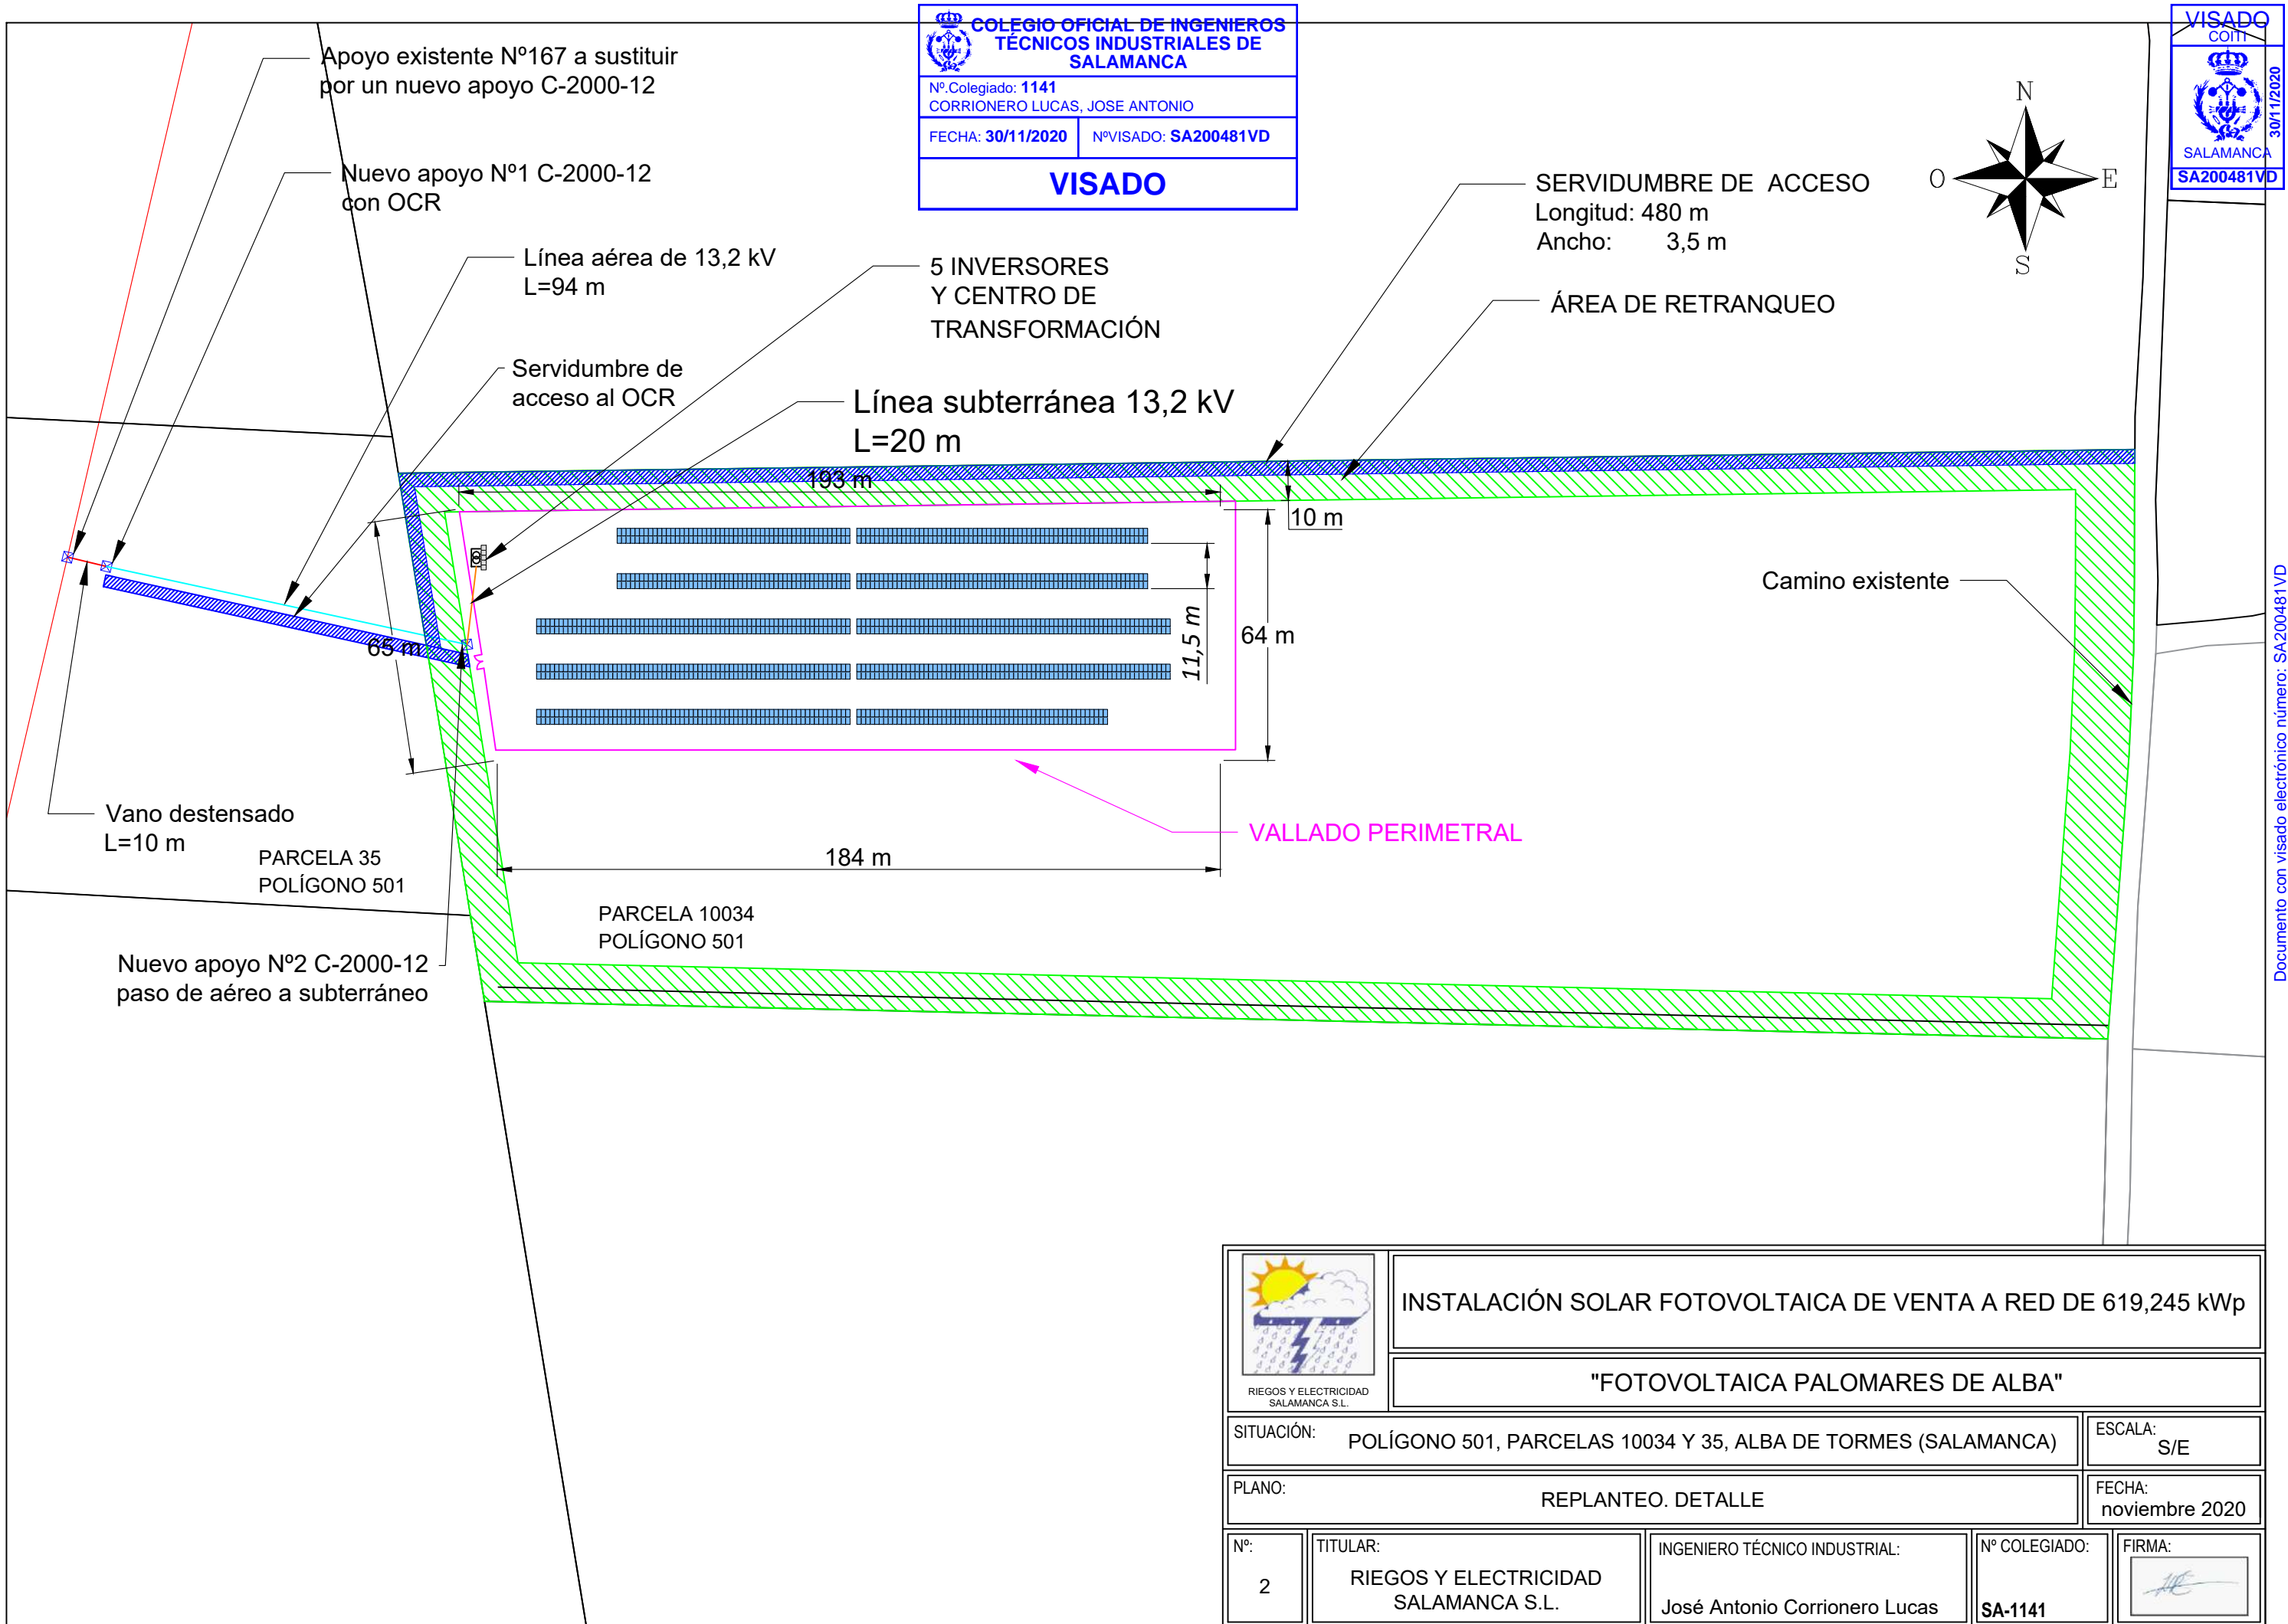 COLEGIO OFICIAL DE INGENIEROS
TÉCNICOS INDUSTRIALES DE
SALAMANCA
Nº.Colegiado: 1141
CORRIONERO LUCAS, JOSE ANTONIO
FECHA: 30/11/2020
NºVISADO: SA200481VD
VISADO
VISADO
COITI
30/11/2020
SALAMANCA
SA200481VD
Apoyo existente Nº167 a sustituir
por un nuevo apoyo C-2000-12
Nuevo apoyo Nº1 C-2000-12
con OCR
Línea aérea de 13,2 kV
L=94 m
Servidumbre de
acceso al OCR
5 INVERSORES
Y CENTRO DE
TRANSFORMACIÓN
Línea subterránea 13,2 kV
L=20 m
SERVIDUMBRE DE ACCESO
Longitud: 480 m
Ancho: 3,5 m
ÁREA DE RETRANQUEO
N
O
E
S
193 m
10 m
Camino existente
11,5 m
64 m
65 m
VALLADO PERIMETRAL
184 m
Vano destensado
L=10 m
PARCELA 35
POLÍGONO 501
PARCELA 10034
POLÍGONO 501
Nuevo apoyo Nº2 C-2000-12
paso de aéreo a subterráneo
Documento con visado electrónico número: SA200481VD
RIEGOS Y ELECTRICIDAD
SALAMANCA S.L.
INSTALACIÓN SOLAR FOTOVOLTAICA DE VENTA A RED DE 619,245 kWp
"FOTOVOLTAICA PALOMARES DE ALBA"
SITUACIÓN:
POLÍGONO 501, PARCELAS 10034 Y 35, ALBA DE TORMES (SALAMANCA)
ESCALA:
S/E
PLANO:
REPLANTEO. DETALLE
FECHA:
noviembre 2020
Nº:
2
TITULAR:
RIEGOS Y ELECTRICIDAD
SALAMANCA S.L.
INGENIERO TÉCNICO INDUSTRIAL:
José Antonio Corrionero Lucas
Nº COLEGIADO:
SA-1141
FIRMA: